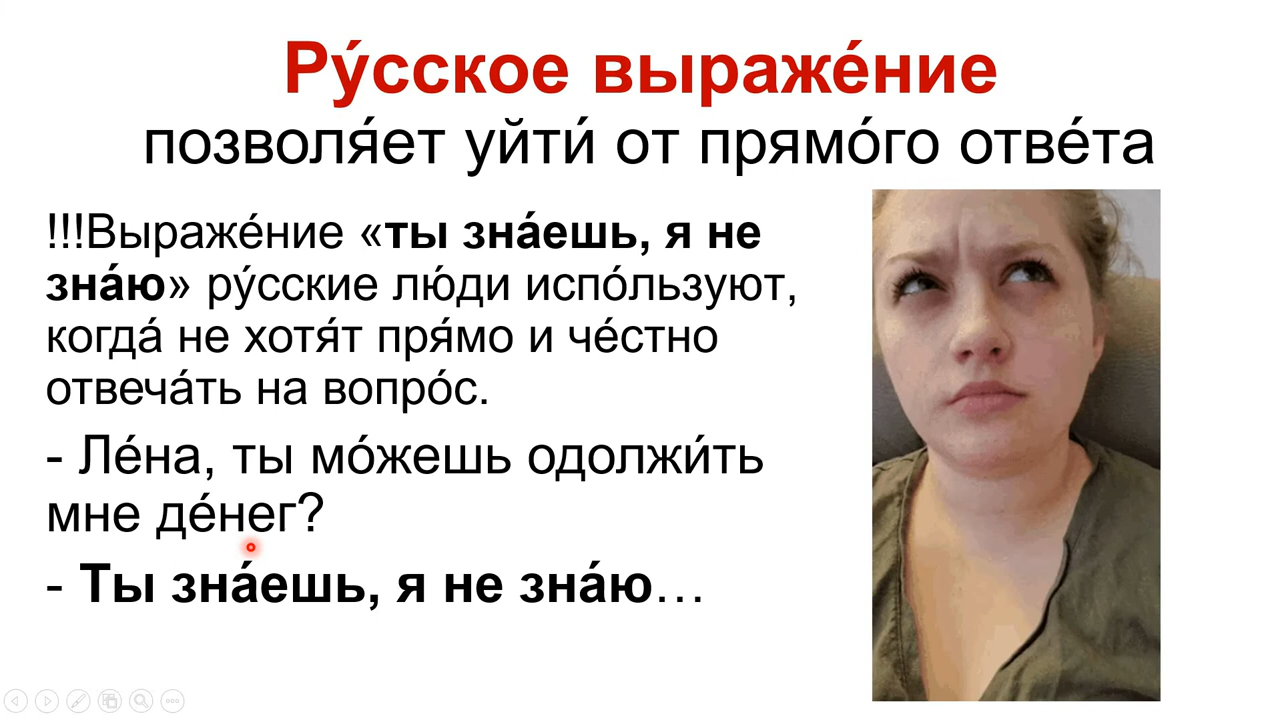 Ру́сское выраже́ние
позволя́ет уйти́ от прямо́го отве́та
!!!Выраже́ние «ты зна́ешь, я не
зна́ю» ру́сские лю́ди испо́льзуют,
когда́ не хотя́т пря́мо и че́стно
отвеча́ть на вопро́с.
- Ле́на, ты мо́жешь одолжи́ть
мне де́нег?
- Ты зна́ешь, я не зна́ю…